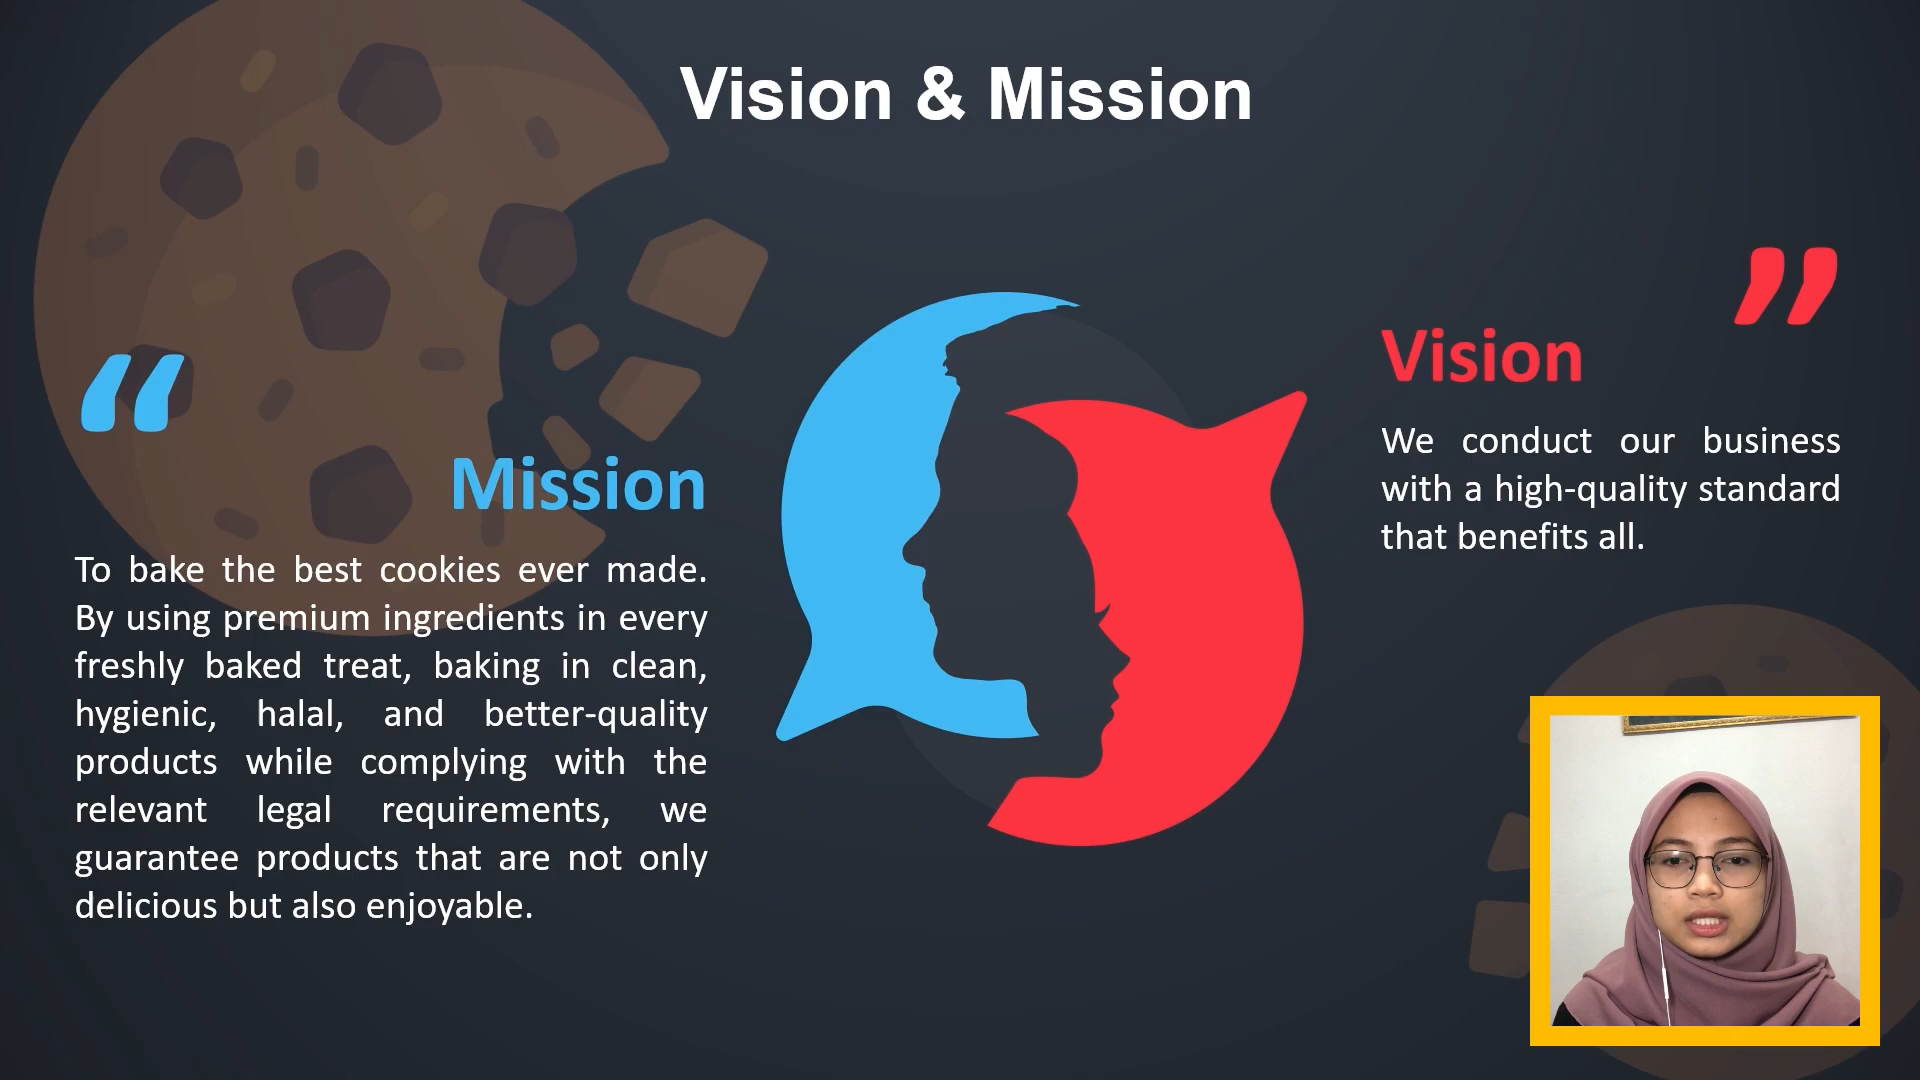 Vision & Mission
“
Mission
To bake the best cookies ever made.
By using premium ingredients in every
freshly baked treat, baking in clean,
hygienic, halal, and better-quality
products while complying with the
relevant legal requirements, we
guarantee products that are not only
delicious but also enjoyable.
”
Vision
We conduct our business
with a high-quality standard
that benefits all.